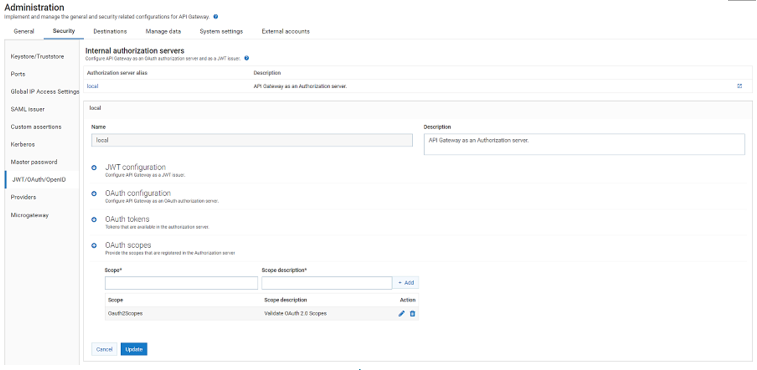 Administration
Implement and manage the general and security related configurations for API Gateway.
General Security Destinations Manage data System settings External accounts
Keystore/Truststore
Ports
Global IP Access Settings
SAML issuer
Custom assertions
Kerberos
Master password
JWT/OAuth/OpenID
Providers
Microgateway
Internal authorization servers
Configure API Gateway as an OAuth authorization server and as a JWT issuer.
Authorization server alias Description
local API Gateway as an Authorization server.
local
Name Description
local API Gateway as an Authorization server.
JWT configuration
Configure API Gateway as a JWT issuer.
OAuth configuration
Configure API Gateway as an OAuth authorization server.
OAuth tokens
Tokens that are available in the authorization server.
OAuth scopes
Provide the scopes that are registered in the Authorization server
Scope* Scope description*
+ Add
Scope Scope description Action
Oauth2Scopes Validate OAuth 2.0 Scopes
Cancel Update